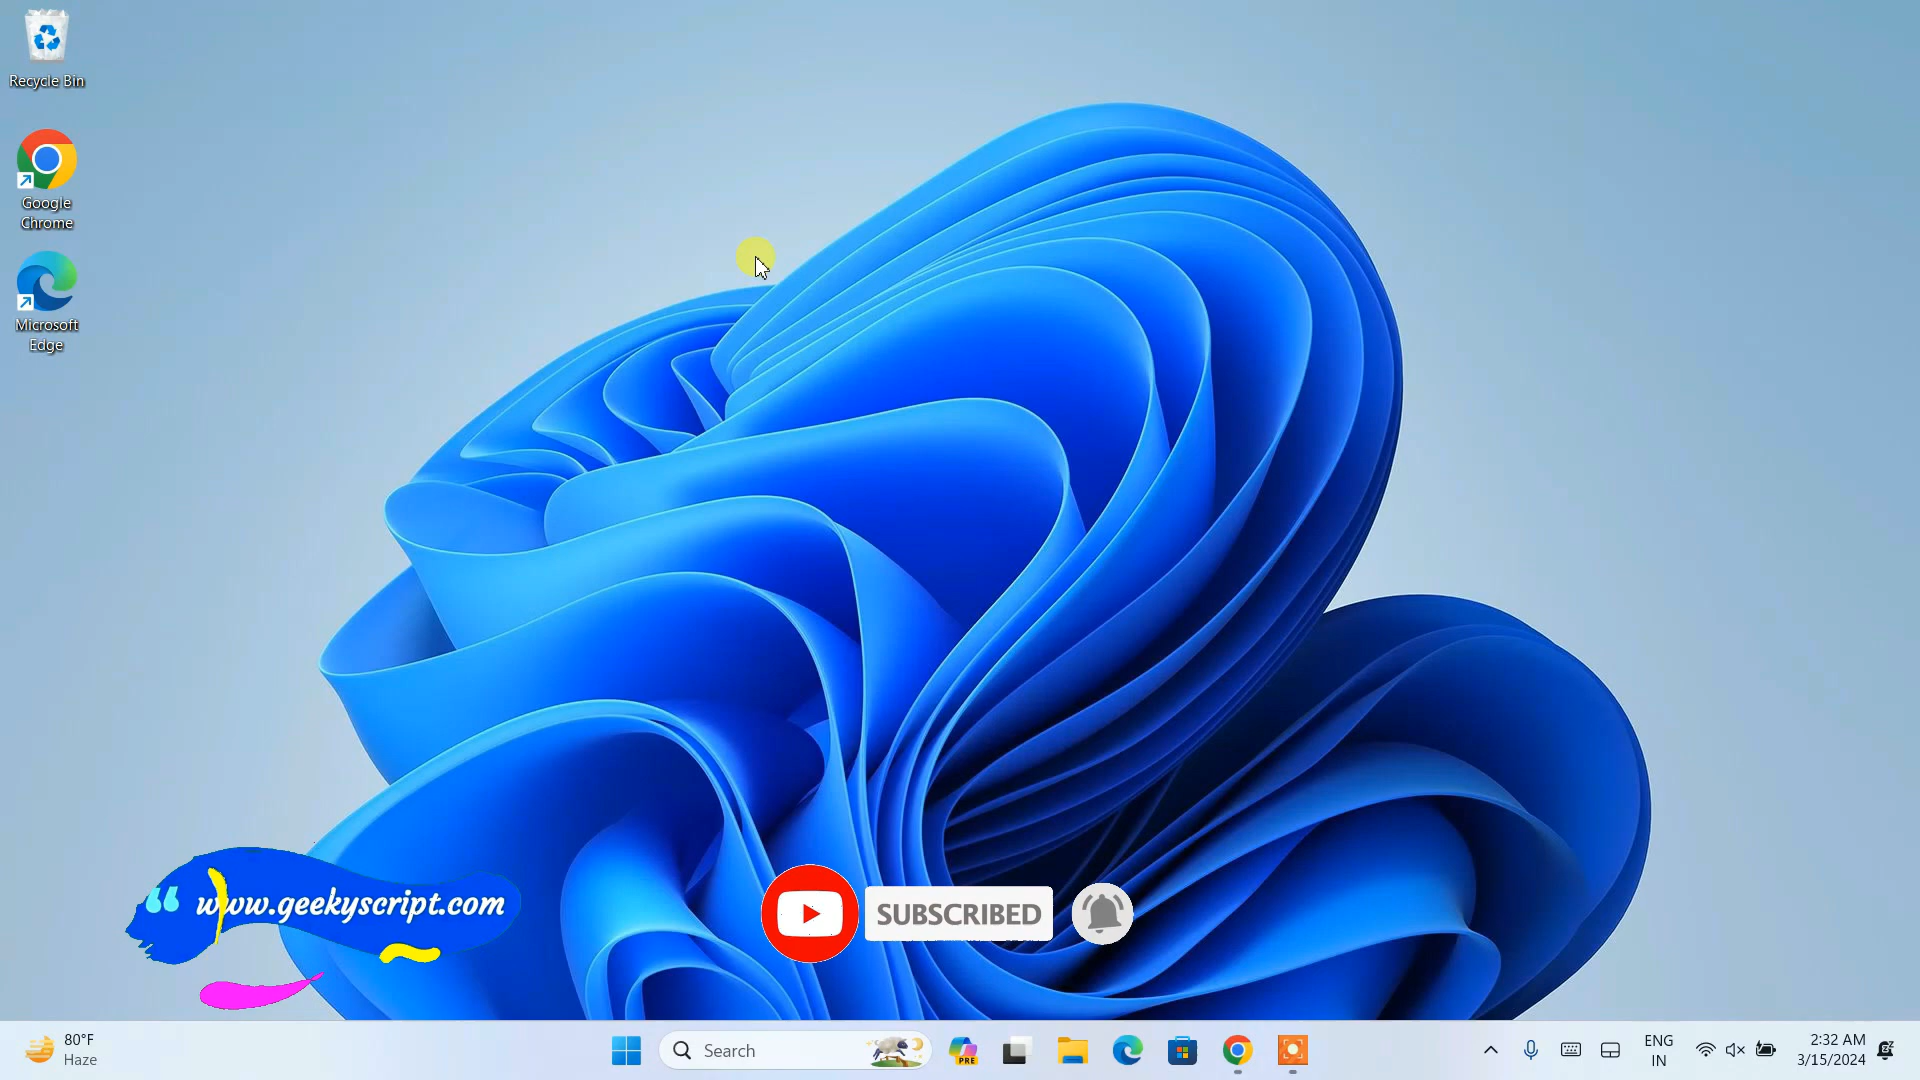 Recycle Bin
Google
Chrome
Microsoft
Edge
www.geekyscript.com
SUBSCRIBED
80°F
Haze
Search
PRE
ENG
IN
2:32 AM
3/15/2024